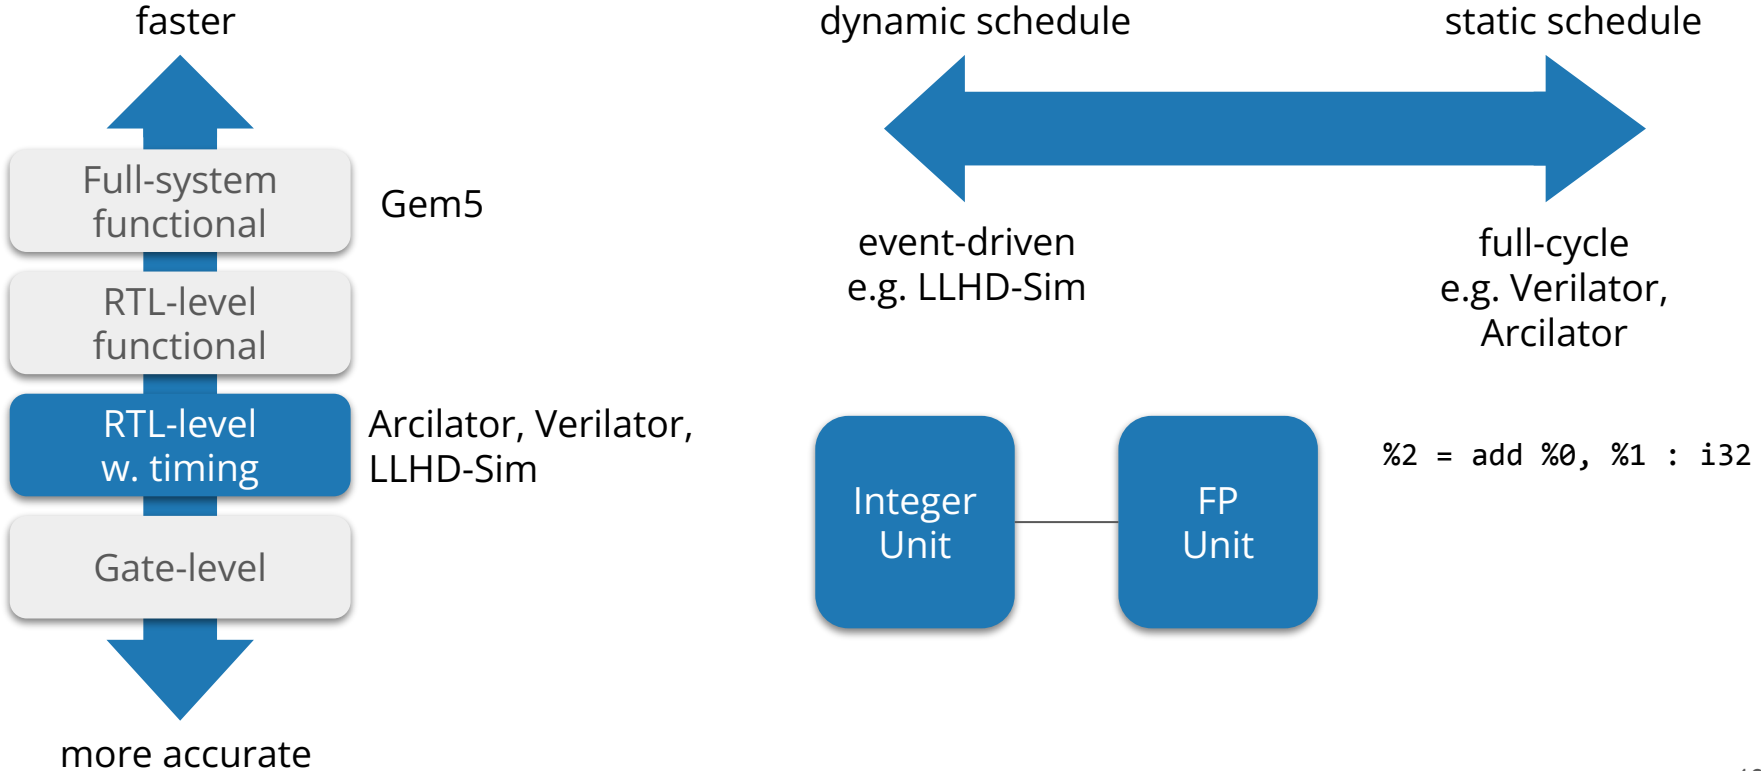 faster
Full-system
functional
Gem5
RTL-level
functional
RTL-level
w. timing
Arcilator, Verilator,
LLHD-Sim
Gate-level
more accurate
dynamic schedule
static schedule
event-driven
e.g. LLHD-Sim
full-cycle
e.g. Verilator,
Arcilator
Integer
Unit
FP
Unit
%2 = add %0, %1 : i32